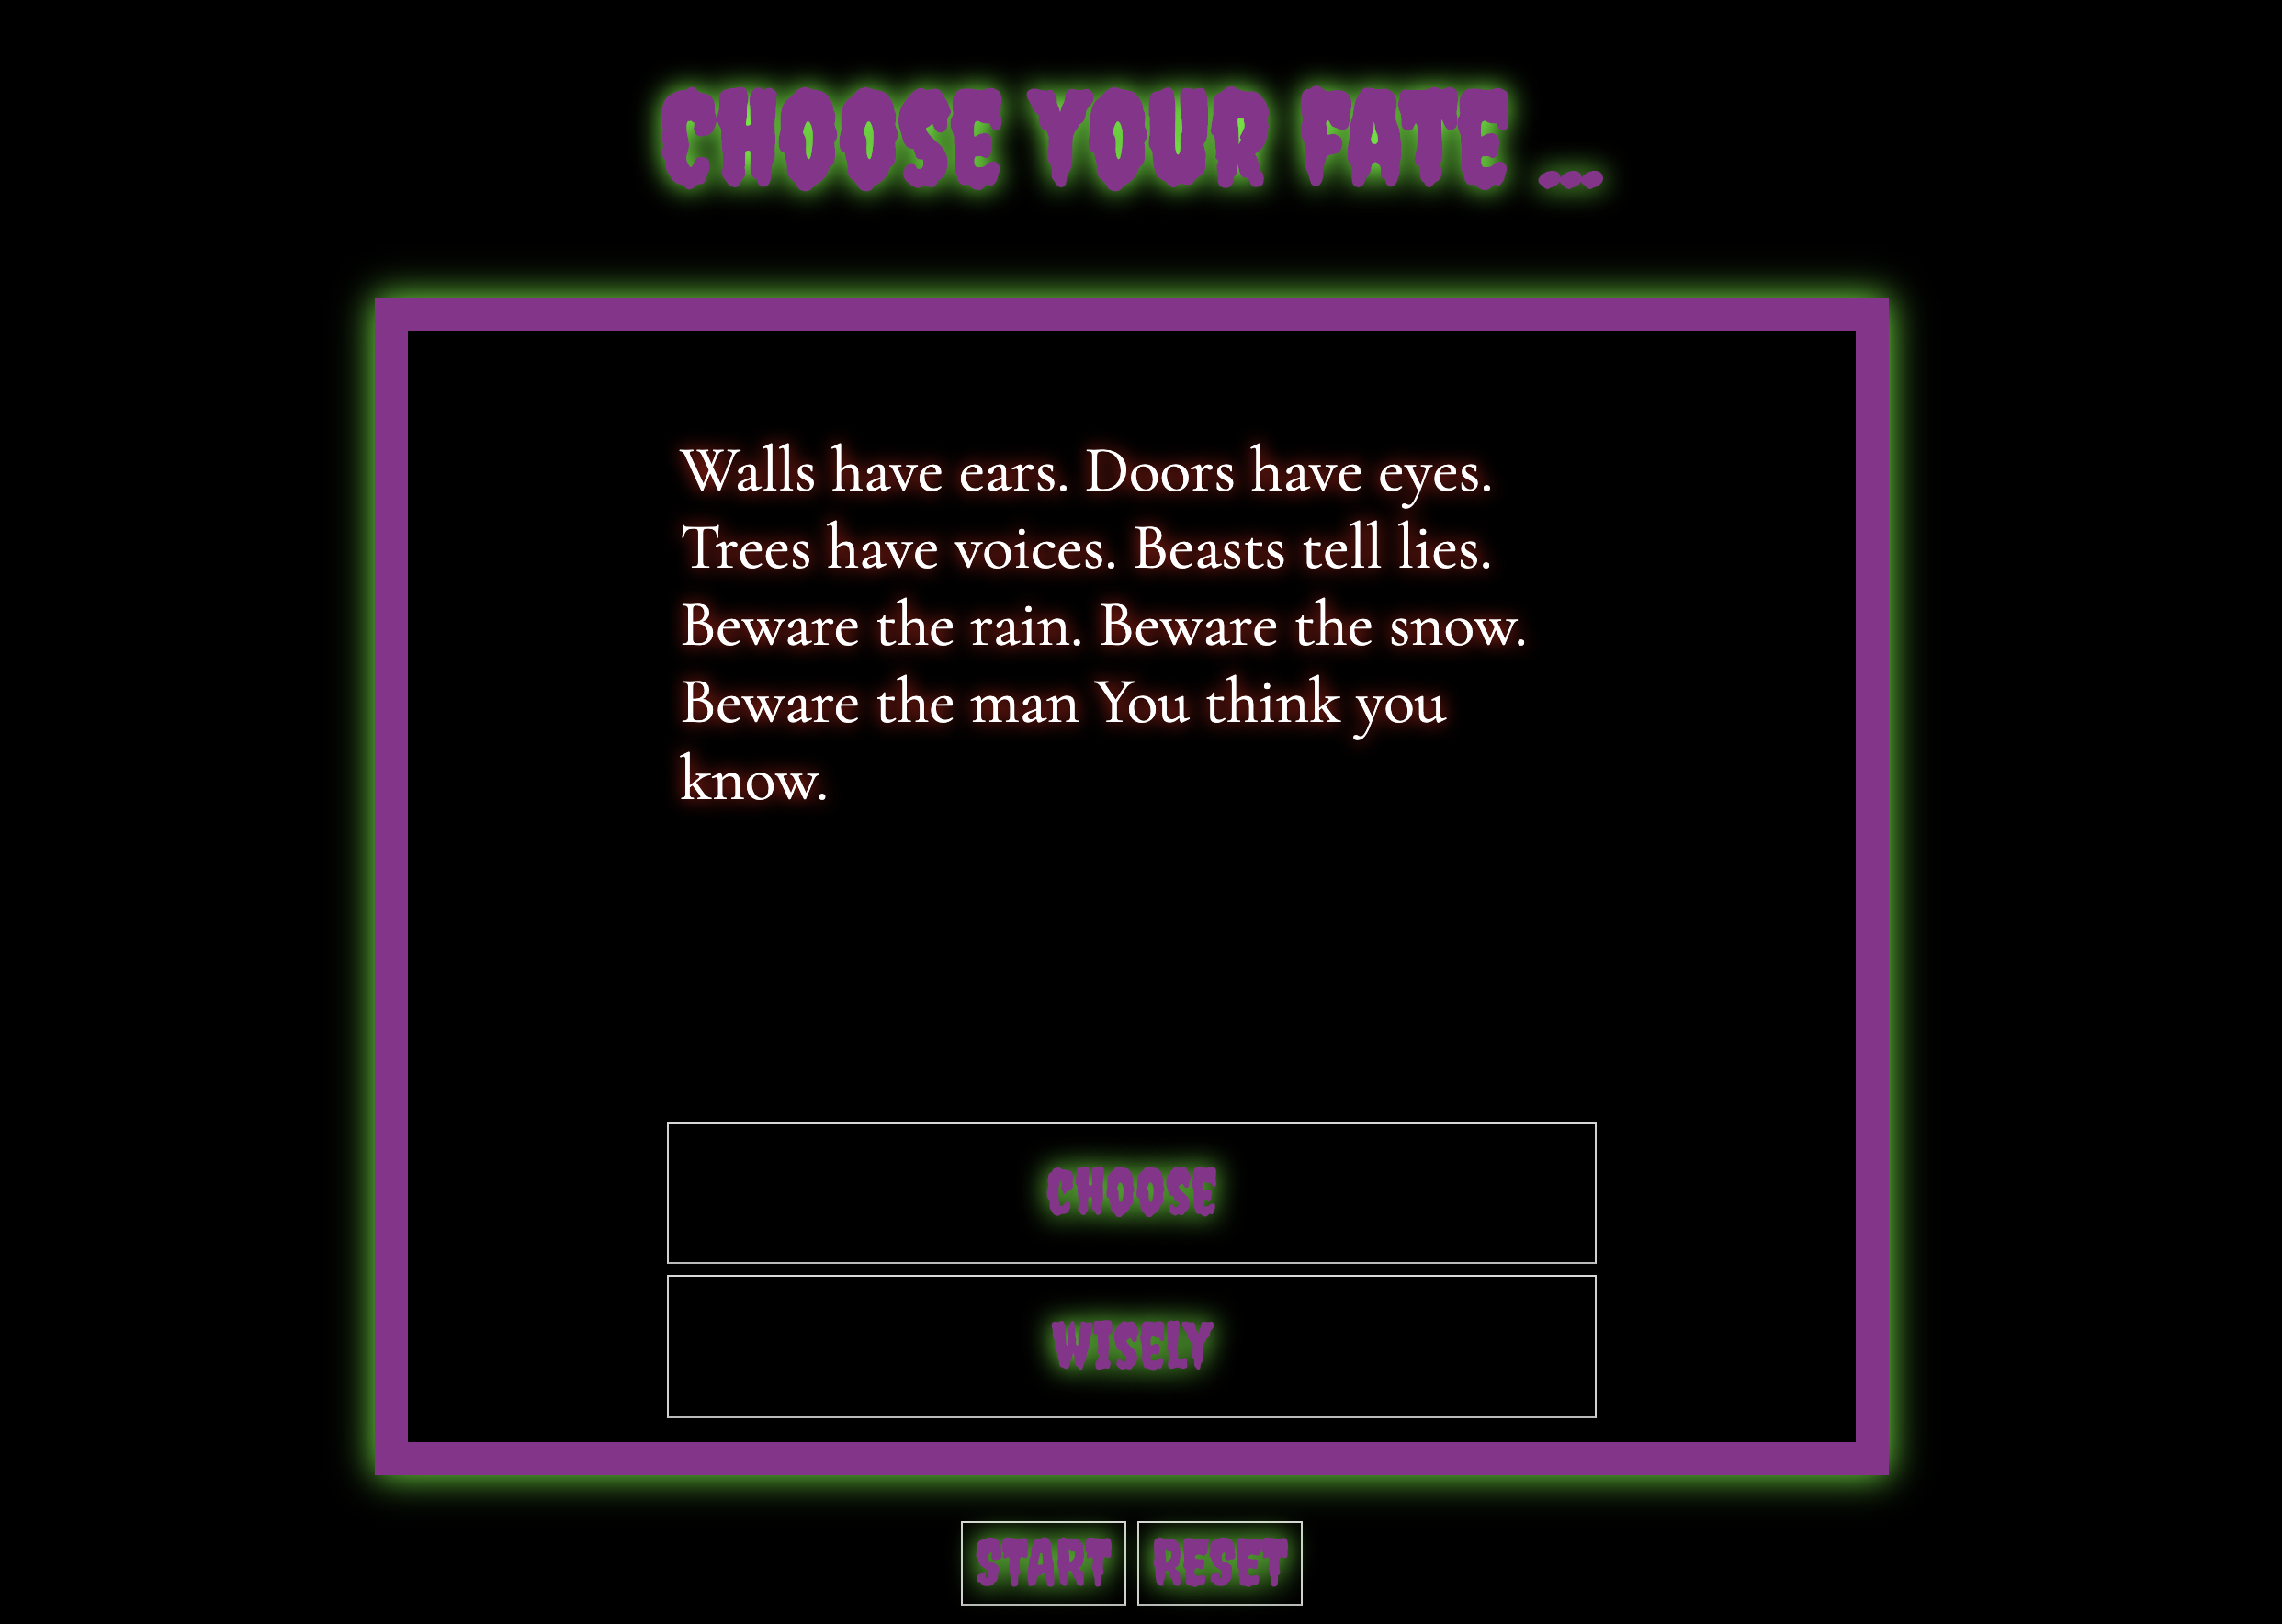 CHOOSE YOUR FATE ...
Walls have ears. Doors have eyes.
Trees have voices. Beasts tell lies.
Beware the rain. Beware the snow.
Beware the man You think you
know.
CHOOSE
WISELY
START RESET